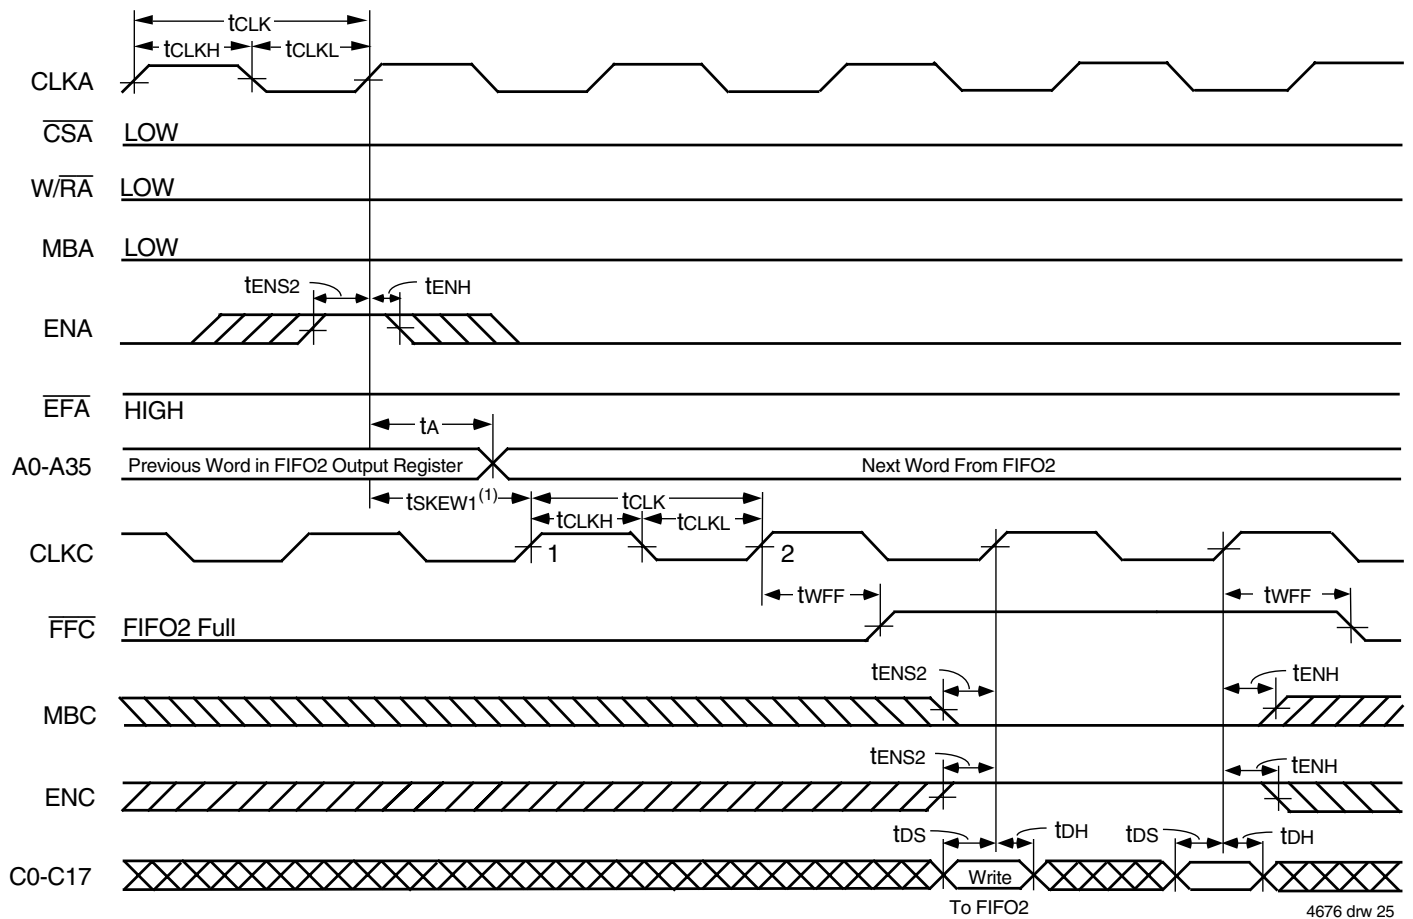 tCLK
tCLKH tCLKL
CLKA
CSA LOW
W/RA LOW
MBA LOW
tENS2 tENH
ENA
EFA HIGH
tA
A0-A35 Previous Word in FIFO2 Output Register Next Word From FIFO2
tSKEW1(1) tCLK
tCLKH tCLKL
CLKC 1 2
tWFF tWFF
FFC FIFO2 Full
tENS2 tENH
MBC
tENS2 tENH
ENC
tDS tDH tDS tDH
C0-C17 Write
To FIFO2
4676 drw 25